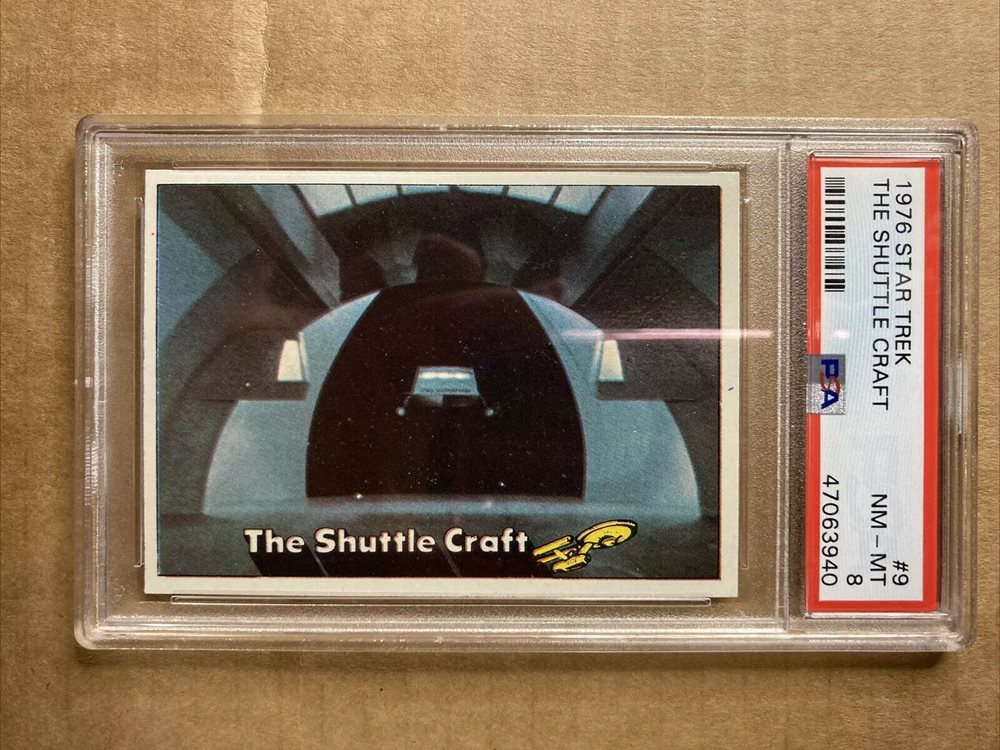 The Shuttle Craft
1976 STAR TREK #9
THE SHUTTLE CRAFT NM – MT
8
PSA 47063940